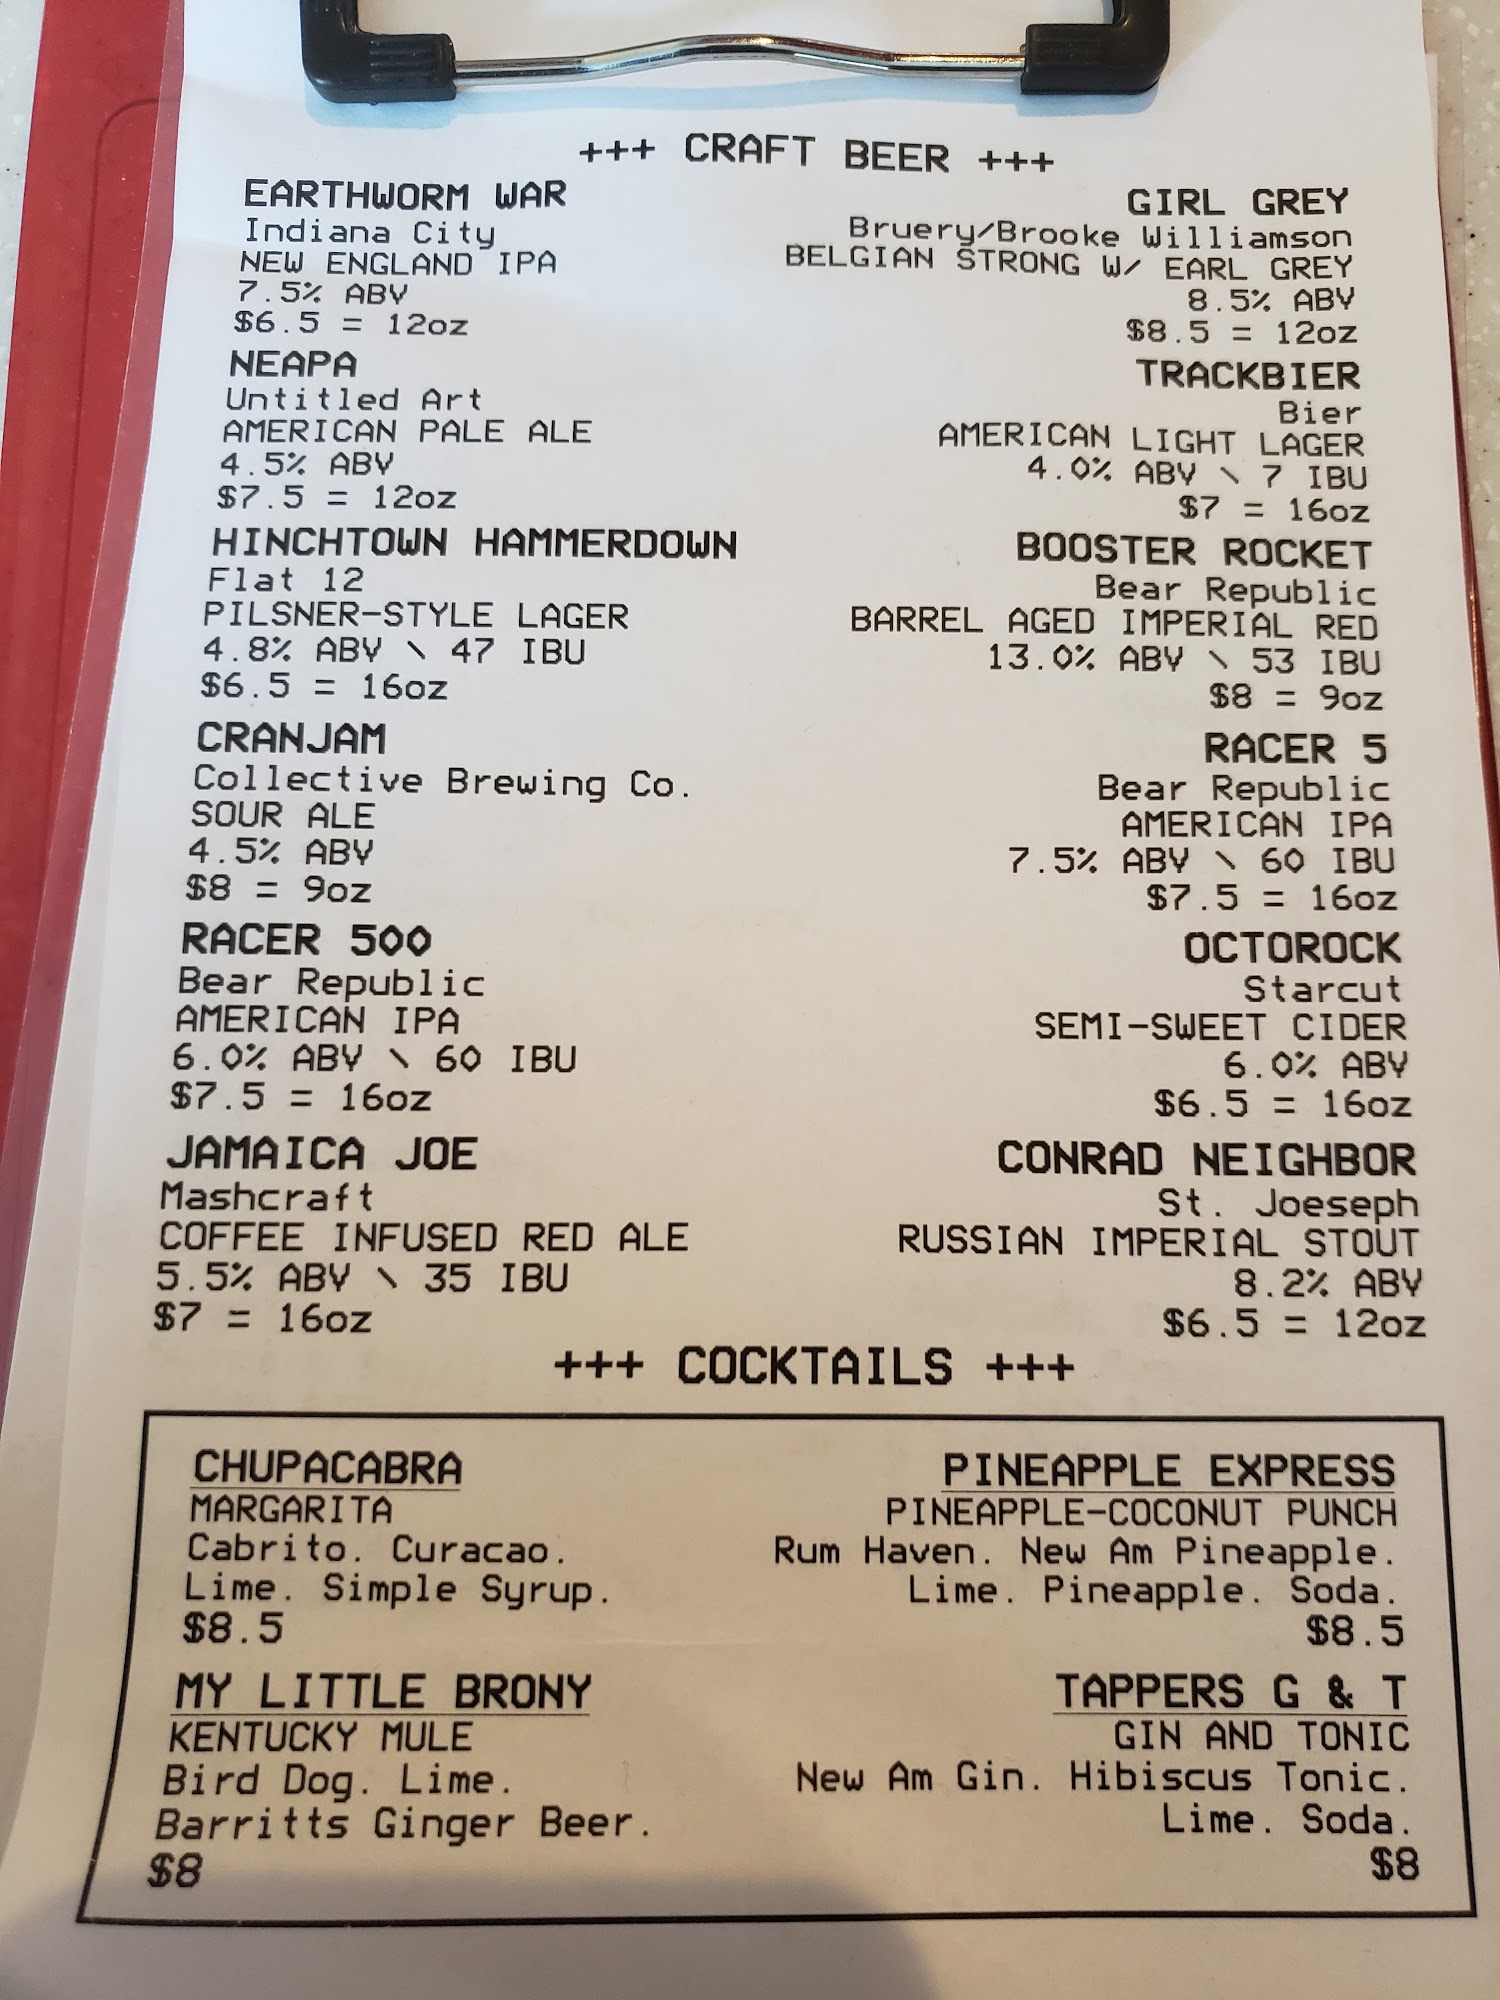 +++ CRAFT BEER +++
EARTHWORM WAR
Indiana City
NEW ENGLAND IPA
7.5% ABV
$6.5 = 12oz
NEAPA
Untitled Art
AMERICAN PALE ALE
4.5% ABV
$7.5 = 12oz
HINCHTOWN HAMMERDOWN
Flat 12
PILSNER-STYLE LAGER
4.8% ABV \ 47 IBU
$6.5 = 16oz
CRANJAM
Collective Brewing Co.
SOUR ALE
4.5% ABV
$8 = 9oz
RACER 500
Bear Republic
AMERICAN IPA
6.0% ABV \ 60 IBU
$7.5 = 16oz
JAMAICA JOE
Mashcraft
COFFEE INFUSED RED ALE
5.5% ABV \ 35 IBU
$7 = 16oz
GIRL GREY
Bruery/Brooke Williamson
BELGIAN STRONG W/ EARL GREY
8.5% ABV
$8.5 = 12oz
TRACKBIER
Bier
AMERICAN LIGHT LAGER
4.0% ABV \ 7 IBU
$7 = 16oz
BOOSTER ROCKET
Bear Republic
BARREL AGED IMPERIAL RED
13.0% ABV \ 53 IBU
$8 = 9oz
RACER 5
Bear Republic
AMERICAN IPA
7.5% ABV \ 60 IBU
$7.5 = 16oz
OCTOROCK
Starcut
SEMI-SWEET CIDER
6.0% ABV
$6.5 = 16oz
CONRAD NEIGHBOR
St. Joeseph
RUSSIAN IMPERIAL STOUT
8.2% ABV
$6.5 = 12oz
+++ COCKTAILS +++
CHUPACABRA
MARGARITA
Cabrito. Curacao.
Lime. Simple Syrup.
$8.5
MY LITTLE BRONY
KENTUCKY MULE
Bird Dog. Lime.
Barritts Ginger Beer.
$8
PINEAPPLE EXPRESS
PINEAPPLE-COCONUT PUNCH
Rum Haven. New Am Pineapple.
Lime. Pineapple. Soda.
$8.5
TAPPERS G & T
GIN AND TONIC
New Am Gin. Hibiscus Tonic.
Lime. Soda.
$8